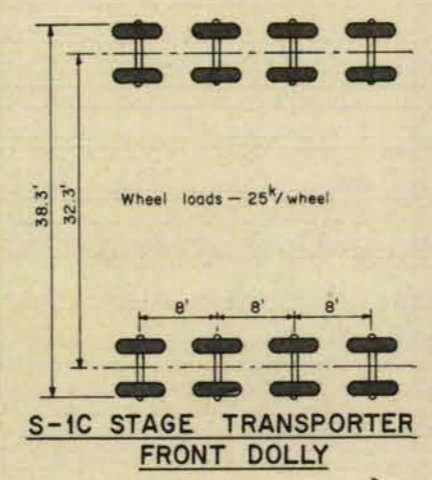 38.3'
32.3'
Wheel loads — 25ᵏ/wheel
8' 8' 8'
S-1C STAGE TRANSPORTER
FRONT DOLLY